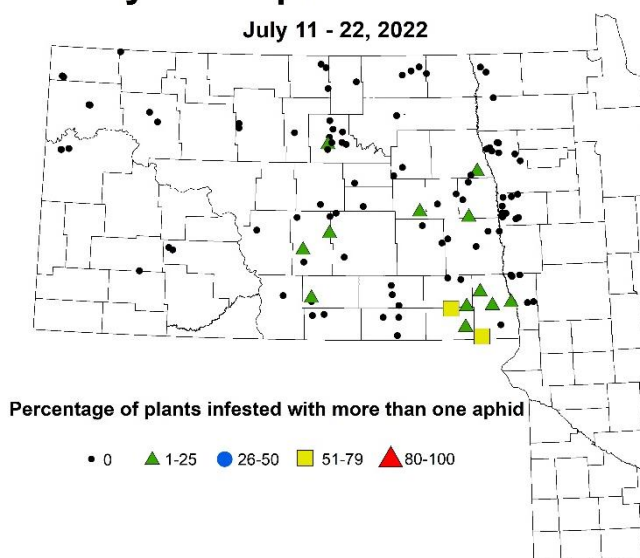 July 11 - 22, 2022
Percentage of plants infested with more than one aphid
0 1-25 26-50 51-79 80-100